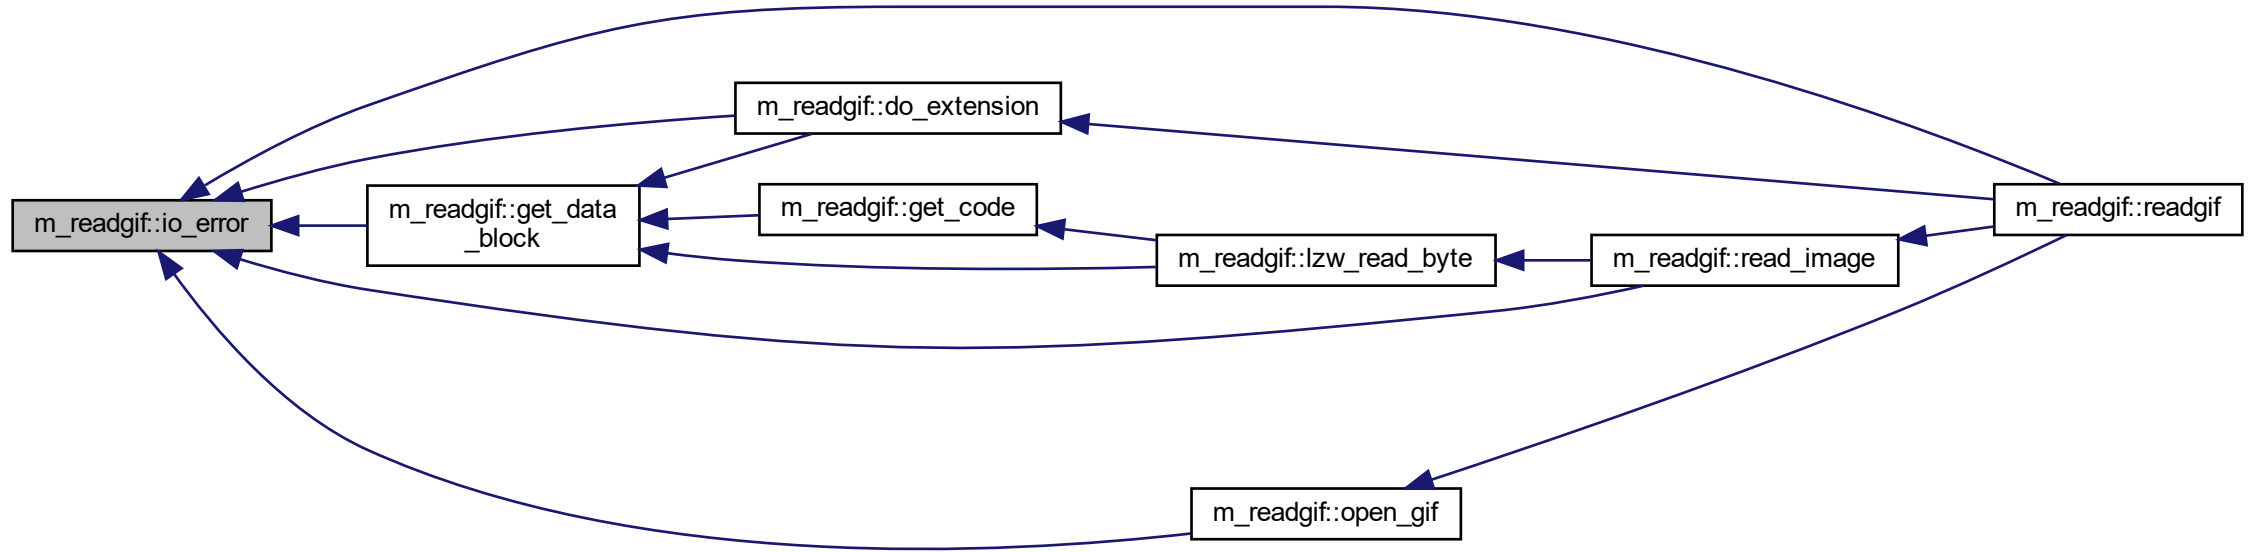 m_readgif::io_error
m_readgif::get_data
_block
m_readgif::do_extension
m_readgif::get_code
m_readgif::lzw_read_byte
m_readgif::read_image
m_readgif::readgif
m_readgif::open_gif